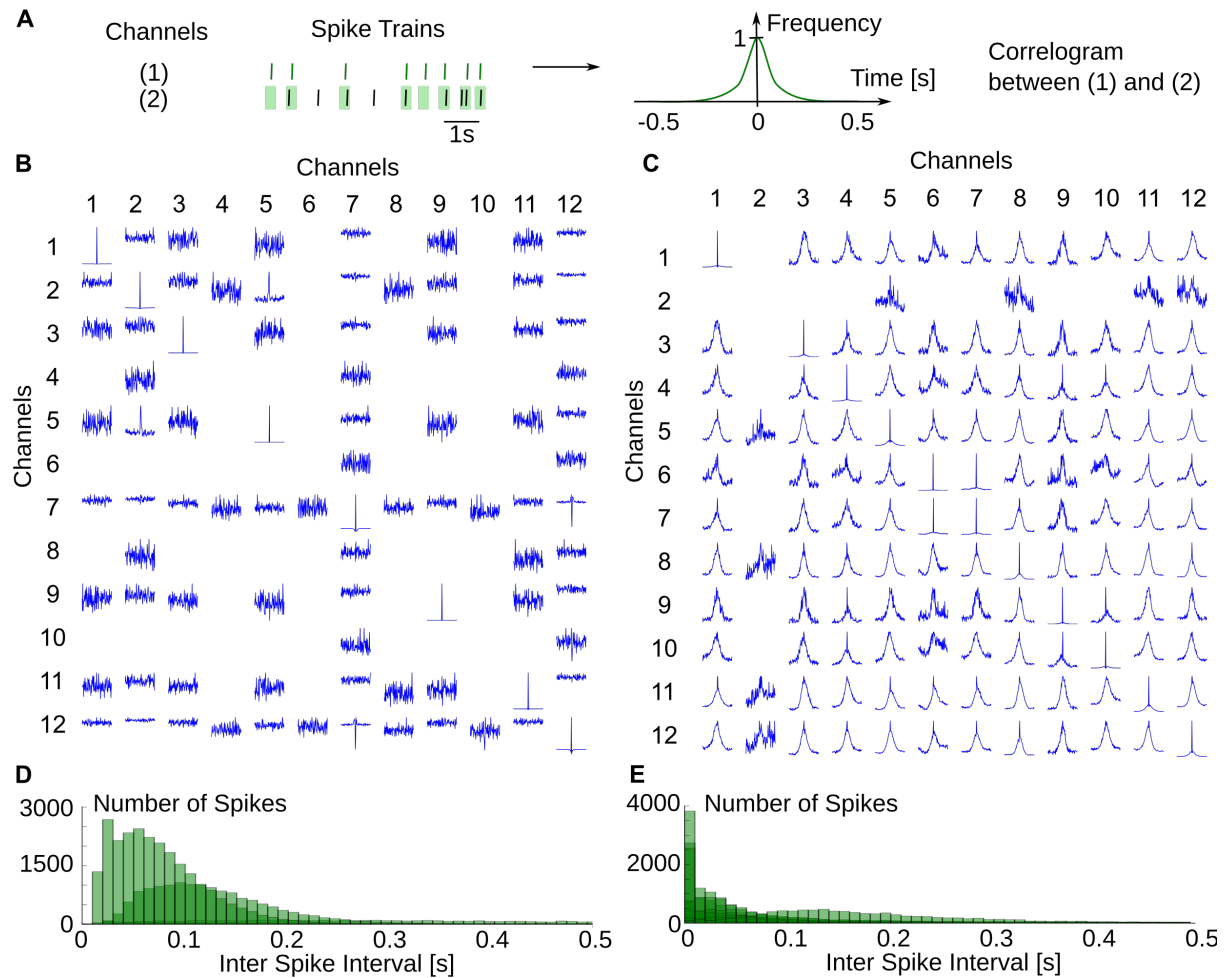 A
Channels
Spike Trains
(1)
(2)
1s
Frequency
1
Time [s]
-0.5
0
0.5
Correlogram
between (1) and (2)
B
Channels
1 2 3 4 5 6 7 8 9 10 11 12
Channels
1
2
3
4
5
6
7
8
9
10
11
12
C
Channels
1 2 3 4 5 6 7 8 9 10 11 12
Channels
1
2
3
4
5
6
7
8
9
10
11
12
D
Number of Spikes
3000
1500
0
0 0.1 0.2 0.3 0.4 0.5
Inter Spike Interval [s]
E
Number of Spikes
4000
2000
0
0 0.1 0.2 0.3 0.4 0.5
Inter Spike Interval [s]